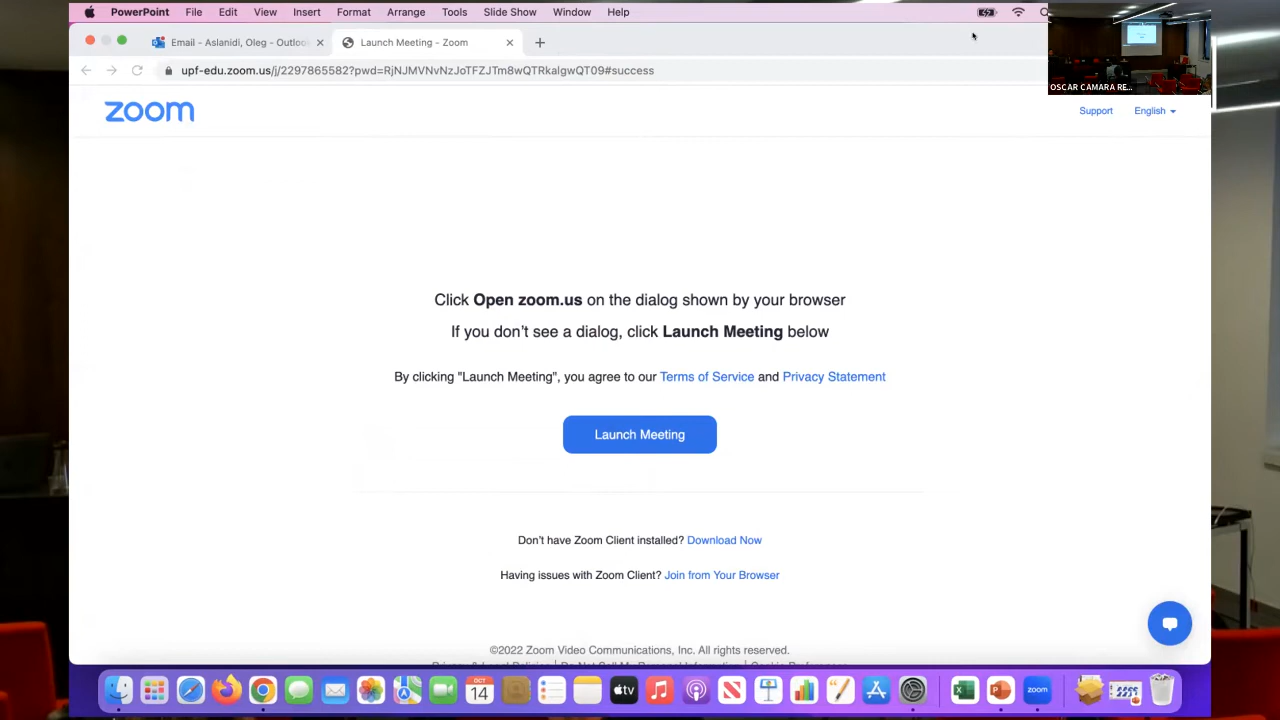 PowerPoint File Edit View Insert Format Arrange Tools Slide Show Window Help
Email - Aslanidi, Oleg - Outloo
Launch Meeting - Zoom
upf-edu.zoom.us/j/2297865582?pwd=RjNJMVNvNzJoTFZJTm8wQTRkalgwQT09#success
OSCAR CAMARA RE...
zoom
Support English
Click Open zoom.us on the dialog shown by your browser
If you don't see a dialog, click Launch Meeting below
By clicking "Launch Meeting", you agree to our Terms of Service and Privacy Statement
Launch Meeting
Don't have Zoom Client installed? Download Now
Having issues with Zoom Client? Join from Your Browser
©2022 Zoom Video Communications, Inc. All rights reserved.
OCT
14
tv
zoom